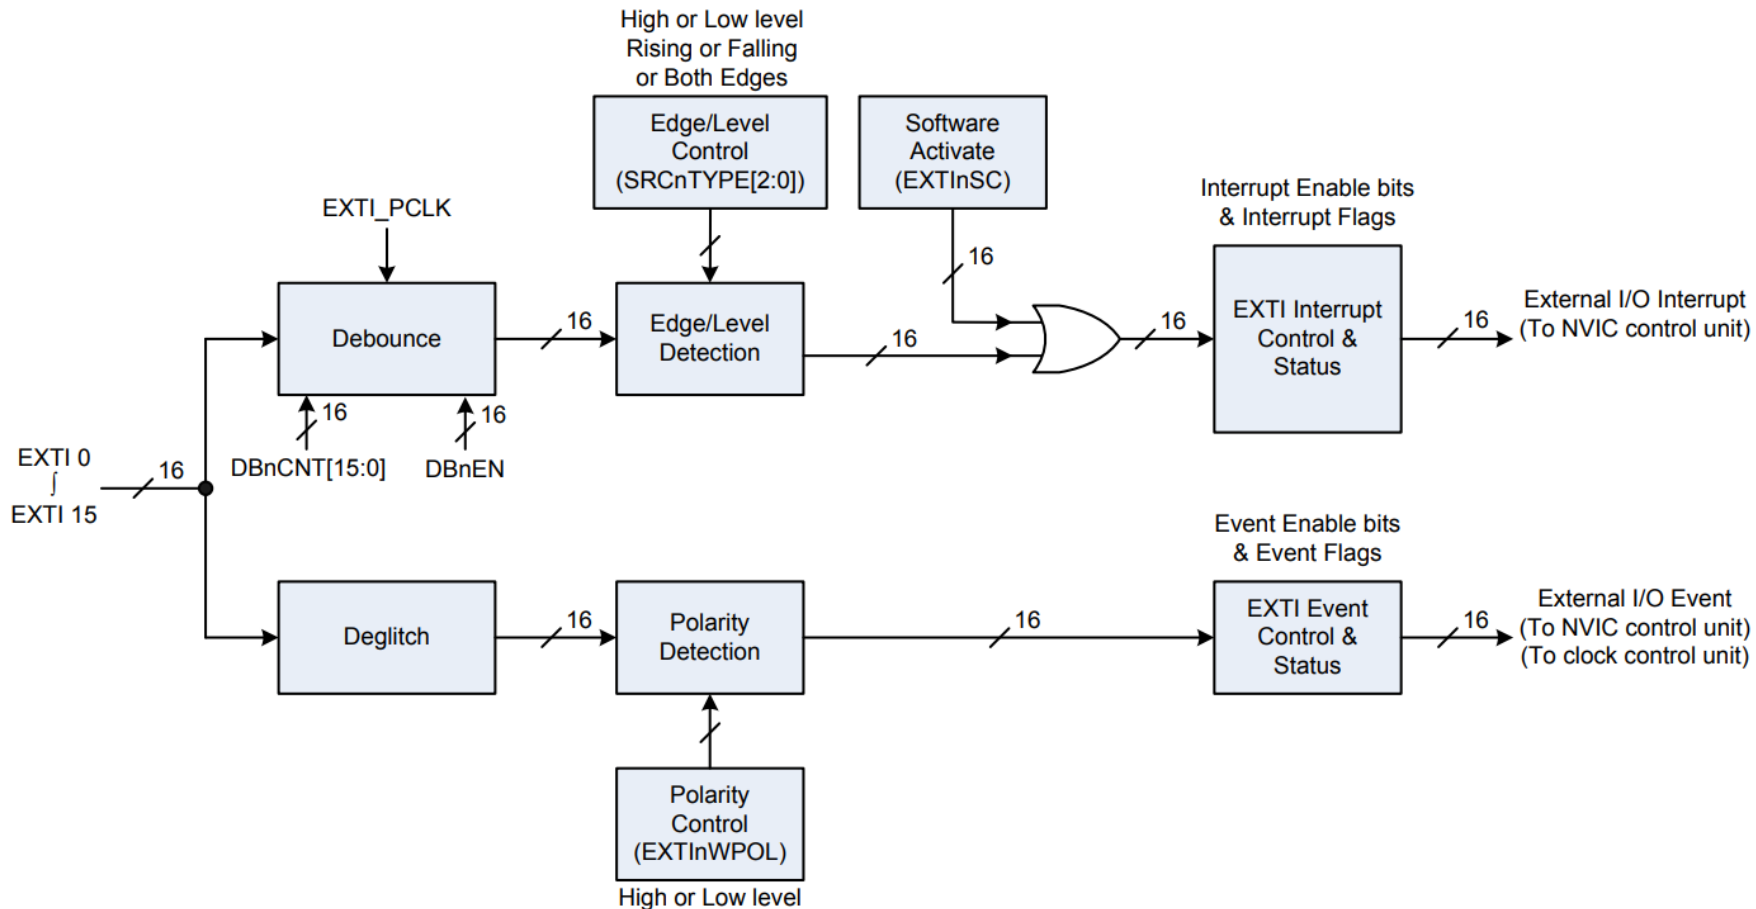 High or Low level
Rising or Falling
or Both Edges
Edge/Level
Control
(SRCnTYPE[2:0])
Software
Activate
(EXTInSC)
Interrupt Enable bits
& Interrupt Flags
EXTI_PCLK
16
Debounce
16
Edge/Level
Detection
16
16
EXTI Interrupt
Control &
Status
16
External I/O Interrupt
(To NVIC control unit)
16
16
DBnCNT[15:0]
DBnEN
EXTI 0
∫
EXTI 15
16
Event Enable bits
& Event Flags
Deglitch
16
Polarity
Detection
16
EXTI Event
Control &
Status
16
External I/O Event
(To NVIC control unit)
(To clock control unit)
Polarity
Control
(EXTInWPOL)
High or Low level